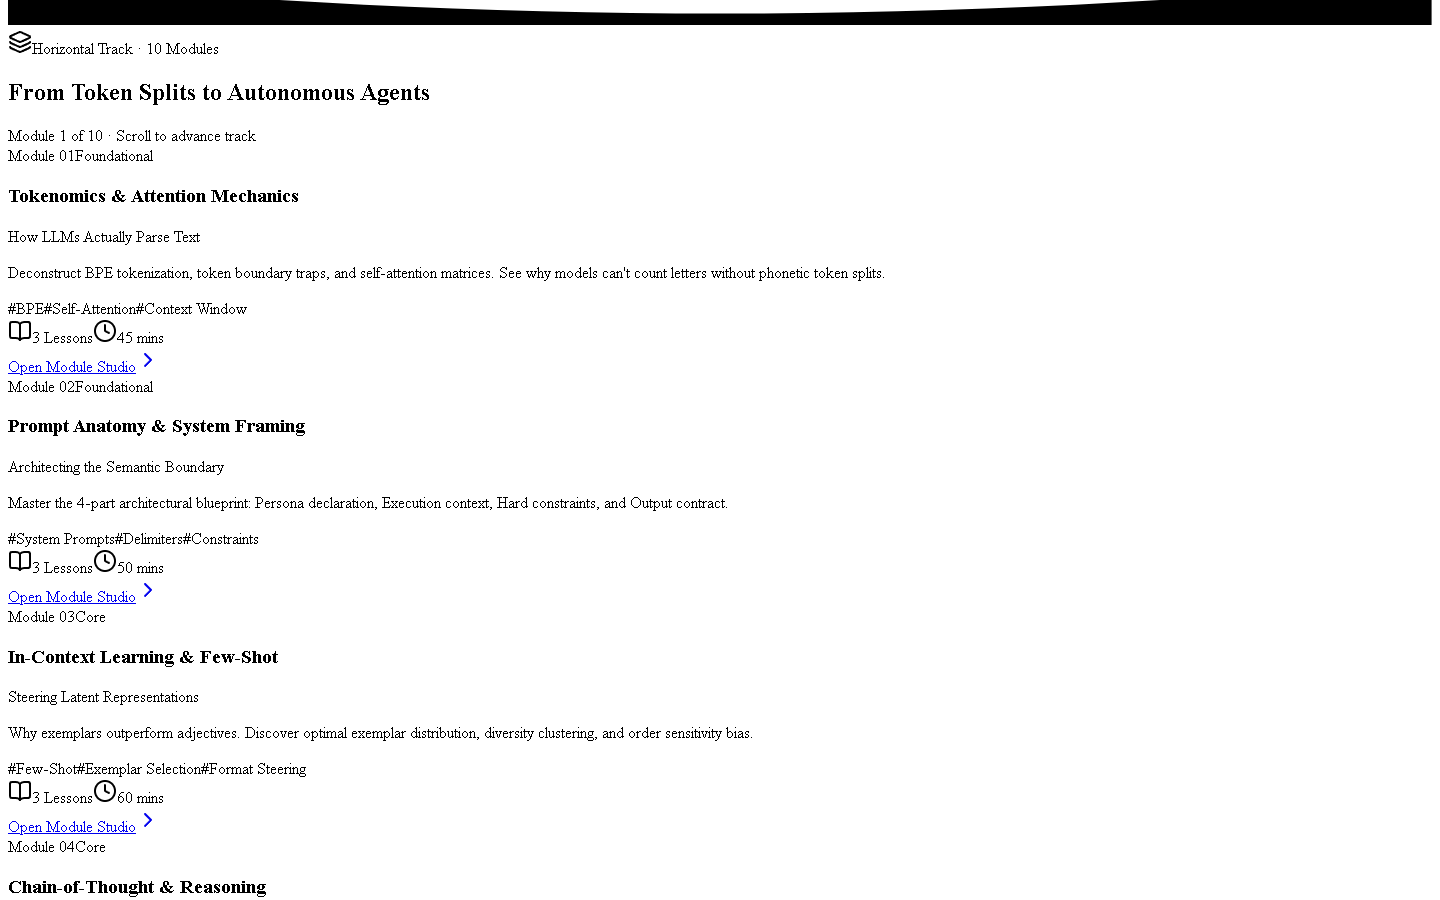 Horizontal Track · 10 Modules
From Token Splits to Autonomous Agents
Module 1 of 10 · Scroll to advance track
Module 01Foundational
Tokenomics & Attention Mechanics
How LLMs Actually Parse Text
Deconstruct BPE tokenization, token boundary traps, and self-attention matrices. See why models can't count letters without phonetic token splits.
#BPE#Self-Attention#Context Window
3 Lessons45 mins
Open Module Studio
Module 02Foundational
Prompt Anatomy & System Framing
Architecting the Semantic Boundary
Master the 4-part architectural blueprint: Persona declaration, Execution context, Hard constraints, and Output contract.
#System Prompts#Delimiters#Constraints
3 Lessons50 mins
Open Module Studio
Module 03Core
In-Context Learning & Few-Shot
Steering Latent Representations
Why exemplars outperform adjectives. Discover optimal exemplar distribution, diversity clustering, and order sensitivity bias.
#Few-Shot#Exemplar Selection#Format Steering
3 Lessons60 mins
Open Module Studio
Module 04Core
Chain-of-Thought & Reasoning